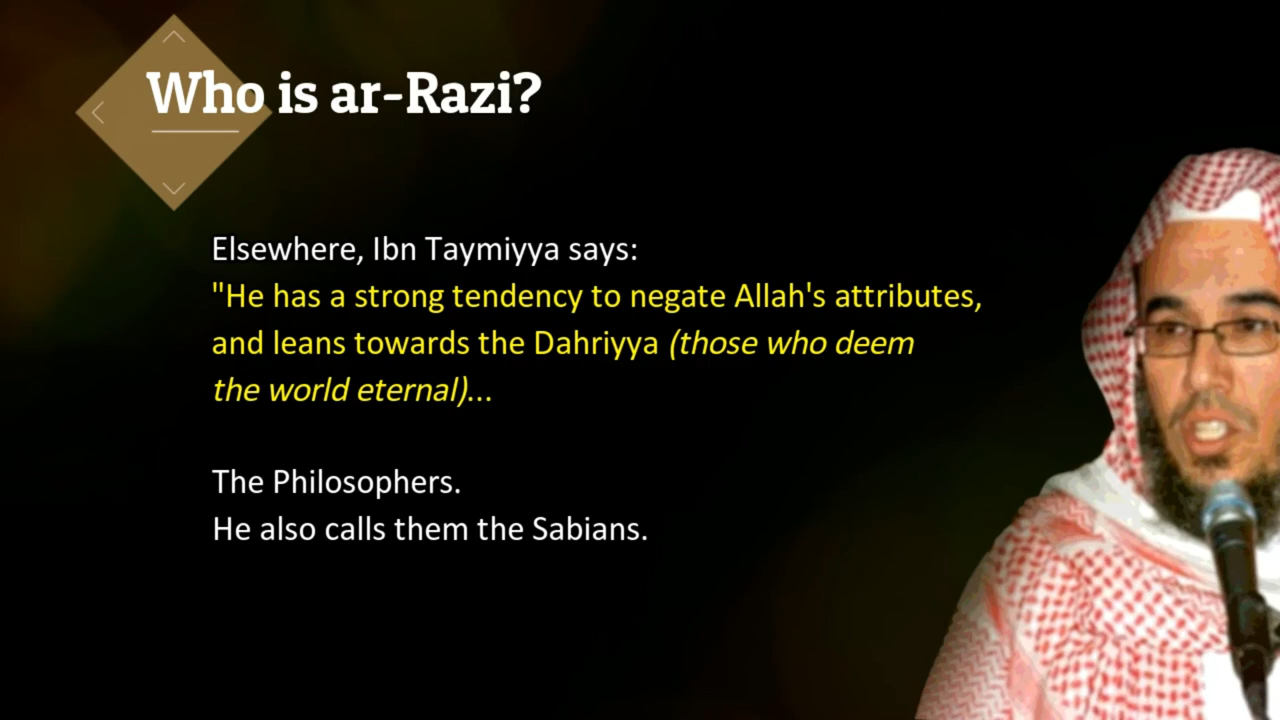 Who is ar-Razi?
Elsewhere, Ibn Taymiyya says:
"He has a strong tendency to negate Allah's attributes,
and leans towards the Dahriyya (those who deem
the world eternal)...
The Philosophers.
He also calls them the Sabians.